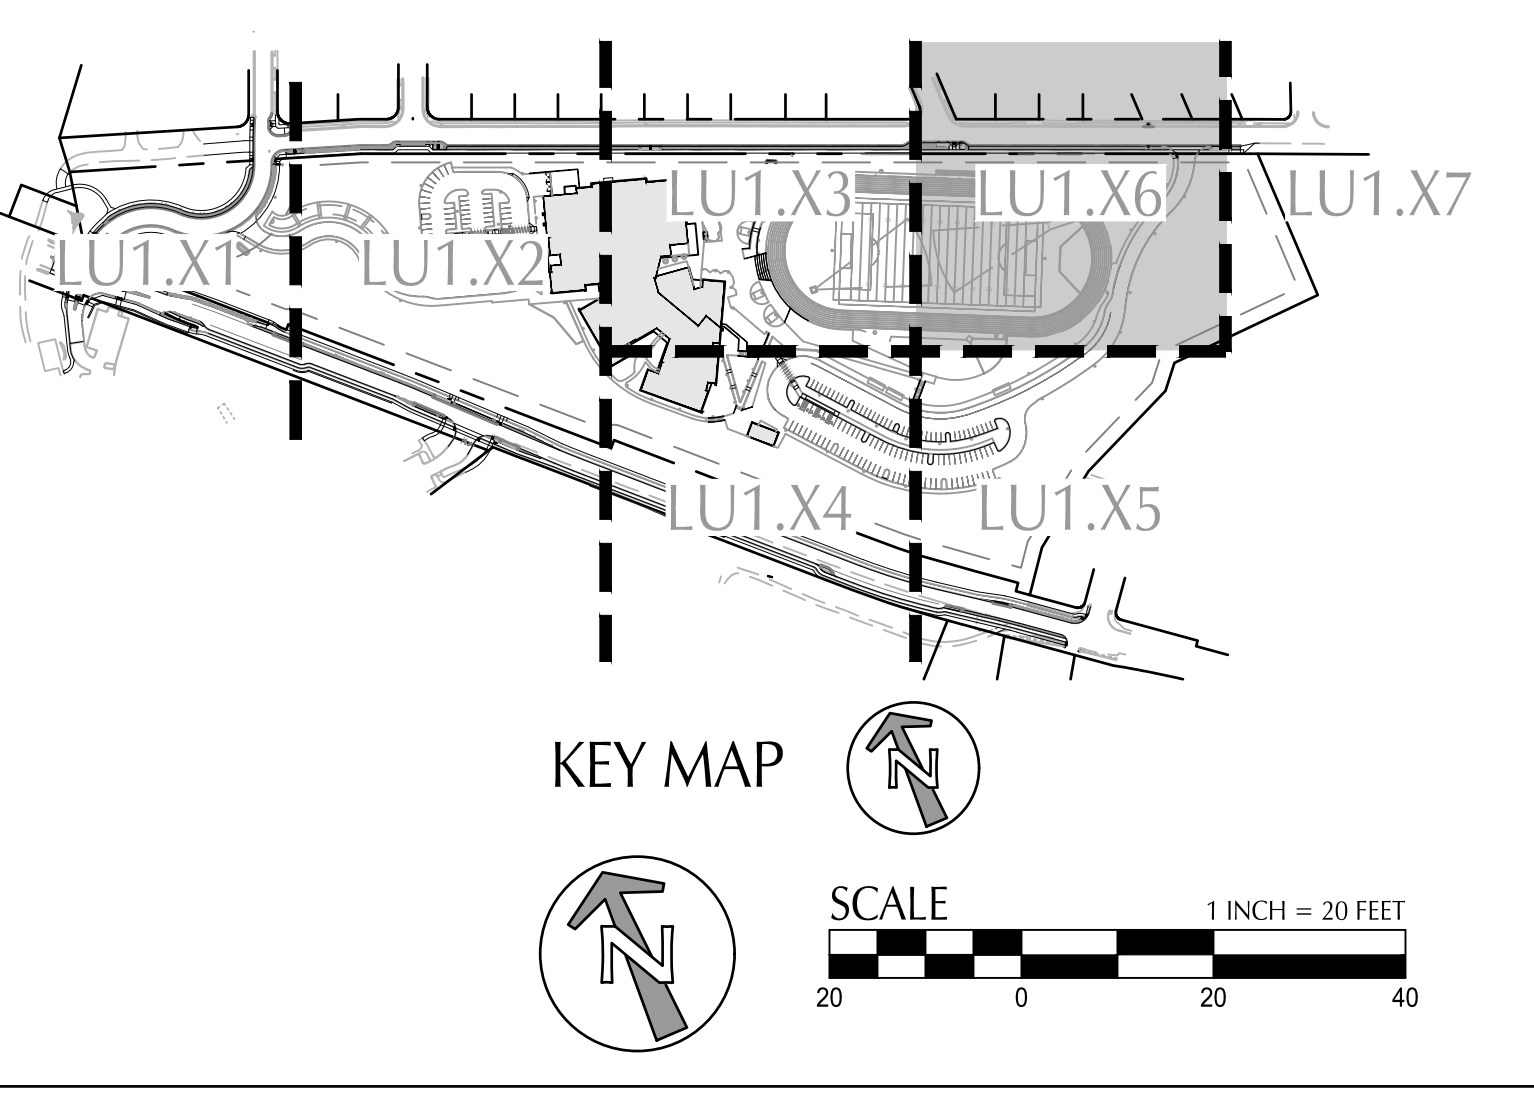 LU1.X3
LU1.X6
LU1.X7
LU1.X1
LU1.X2
LU1.X4
LU1.X5
KEY MAP
N
N
SCALE
1 INCH = 20 FEET
20 0 20 40